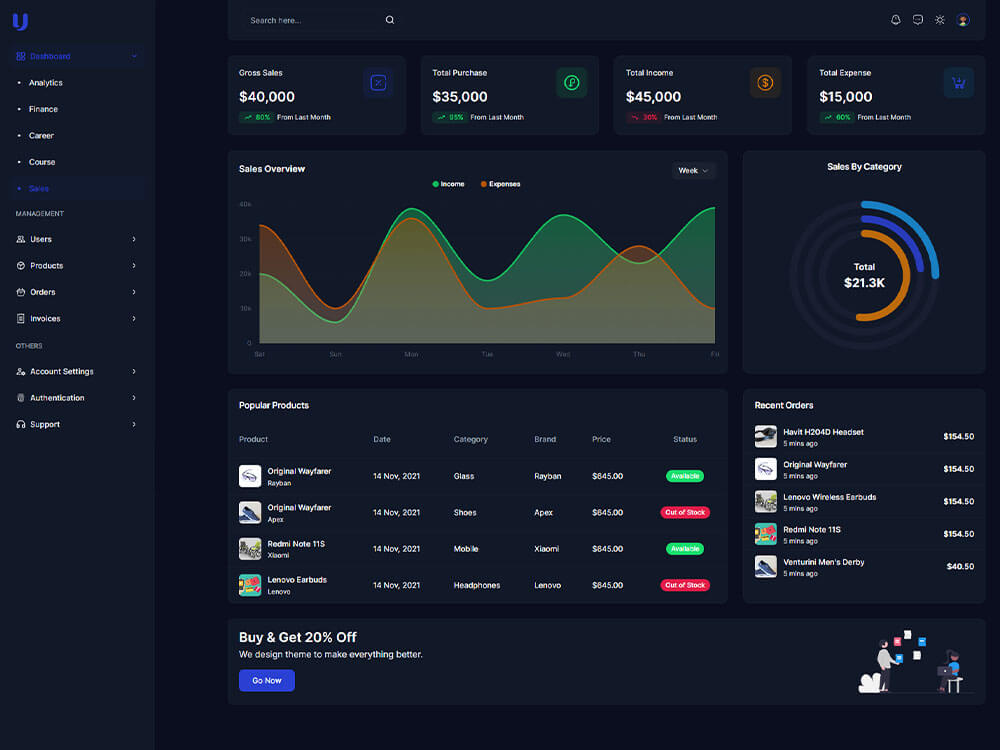 Search here...
Dashboard
Analytics
Finance
Career
Course
Sales
MANAGEMENT
Users
Products
Orders
Invoices
OTHERS
Account Settings
Authentication
Support
Gross Sales
$40,000
80% From Last Month
Total Purchase
$35,000
95% From Last Month
Total Income
$45,000
30% From Last Month
Total Expense
$15,000
60% From Last Month
Sales Overview
Week
Income Expenses
40k
30k
20k
10k
0
Sat Sun Mon Tue Wed Thu Fri
Sales By Category
Total
$21.3K
Popular Products
Product Date Category Brand Price Status
Original Wayfarer
Rayban
14 Nov, 2021 Glass Rayban $645.00 Available
Original Wayfarer
Apex
14 Nov, 2021 Shoes Apex $645.00 Out of Stock
Redmi Note 11S
Xiaomi
14 Nov, 2021 Mobile Xiaomi $645.00 Available
Lenovo Earbuds
Lenovo
14 Nov, 2021 Headphones Lenovo $645.00 Out of Stock
Recent Orders
Havit H204D Headset
5 mins ago
$154.50
Original Wayfarer
5 mins ago
$154.50
Lenovo Wireless Earbuds
5 mins ago
$154.50
Redmi Note 11S
5 mins ago
$154.50
Venturini Men's Derby
5 mins ago
$40.50
Buy & Get 20% Off
We design theme to make everything better.
Go Now